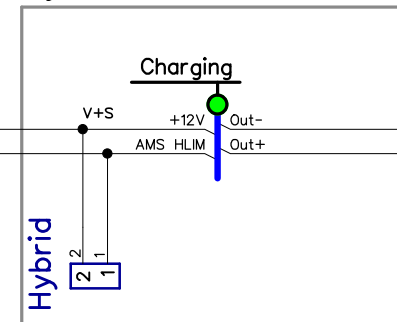 Charging
V+S
+12V Out-
AMS HLIM Out+
Hybrid
2 1
2 1